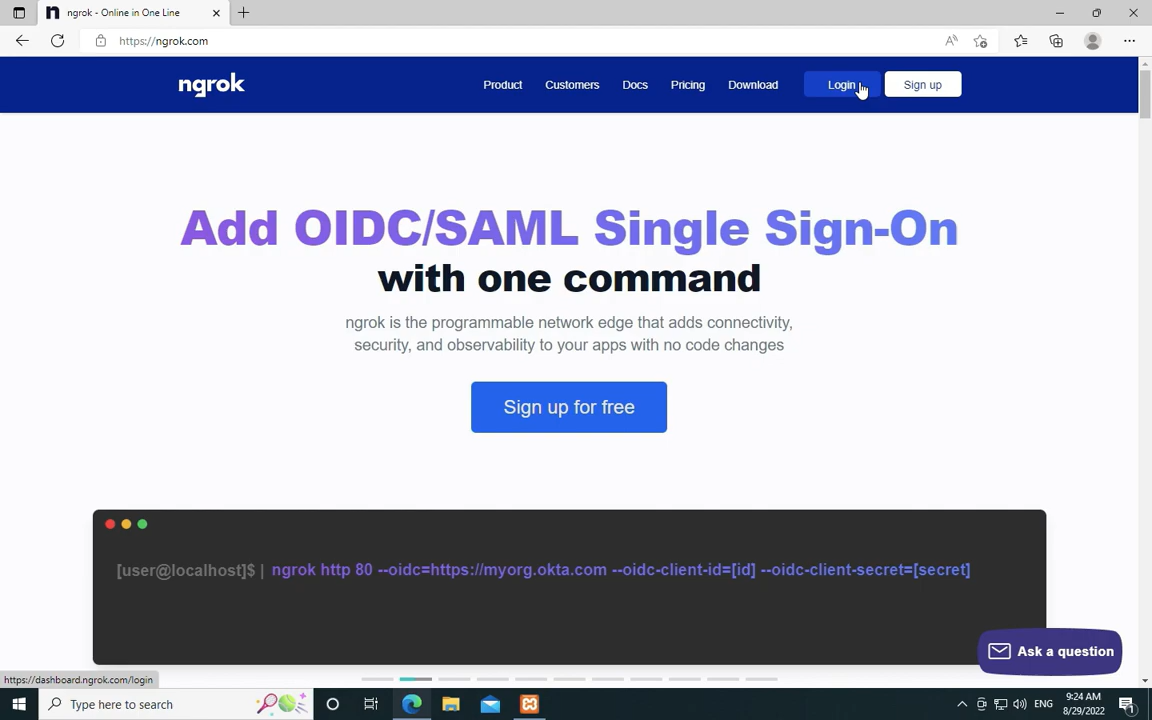 ngrok - Online in One Line
https://ngrok.com
ngrok
Product
Customers
Docs
Pricing
Download
Login
Sign up
Add OIDC/SAML Single Sign-On
with one command
ngrok is the programmable network edge that adds connectivity,
security, and observability to your apps with no code changes
Sign up for free
[user@localhost]$ | ngrok http 80 --oidc=https://myorg.okta.com --oidc-client-id=[id] --oidc-client-secret=[secret]
Ask a question
https://dashboard.ngrok.com/login
Type here to search
ENG
9:24 AM
8/29/2022
1